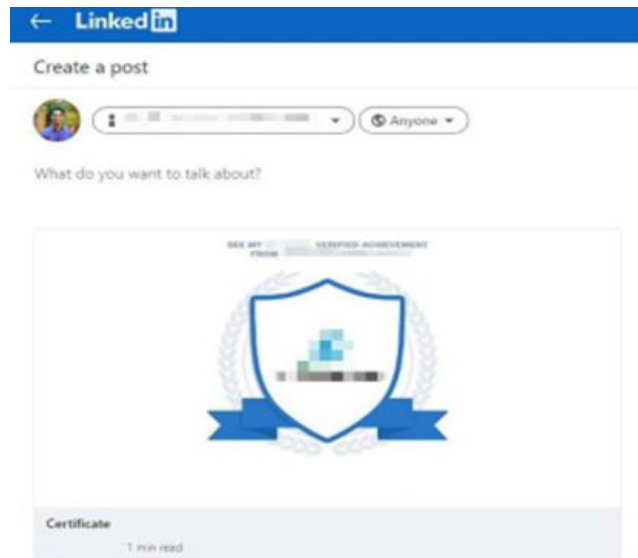 Linked in
Create a post
Anyone
What do you want to talk about?
SEE MY VERIFIED ACHIEVEMENT
FROM
Certificate
1 min read